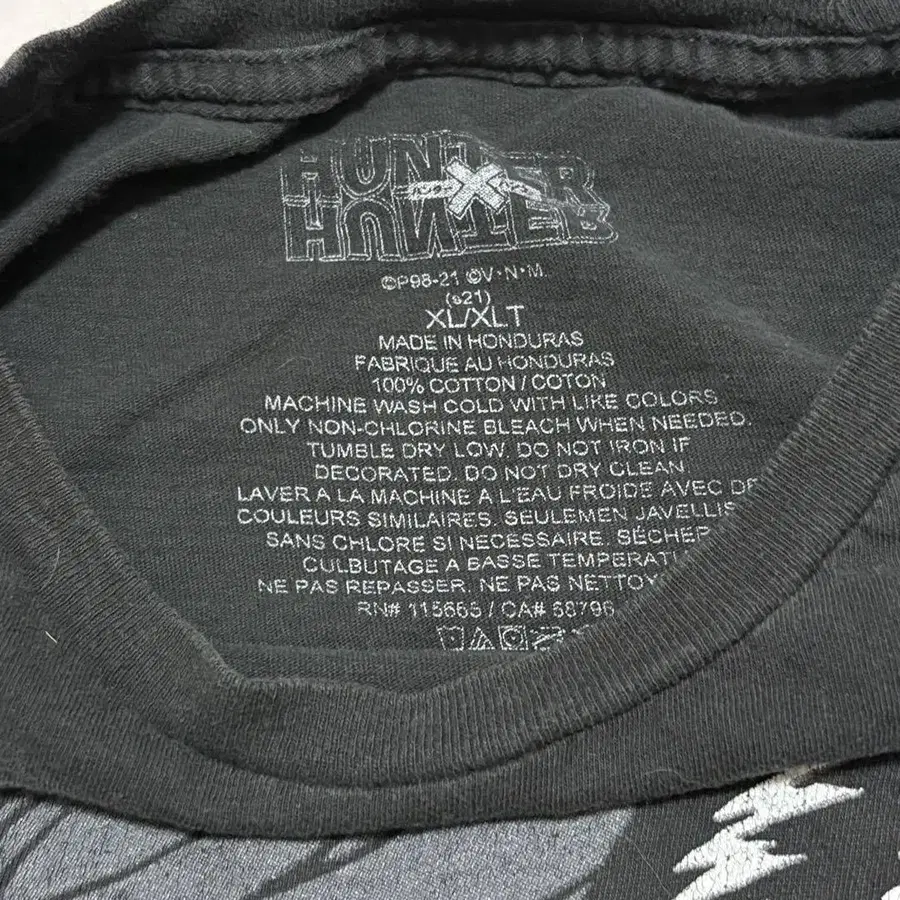 HUNTER
X
HUNTER
©P98-21 ©V•N•M.
(s21)
XL/XLT
MADE IN HONDURAS
FABRIQUE AU HONDURAS
100% COTTON / COTON
MACHINE WASH COLD WITH LIKE COLORS
ONLY NON-CHLORINE BLEACH WHEN NEEDED.
TUMBLE DRY LOW. DO NOT IRON IF
DECORATED. DO NOT DRY CLEAN
LAVER A LA MACHINE A L'EAU FROIDE AVEC DE
COULEURS SIMILAIRES. SEULEMEN JAVELLIS
SANS CHLORE SI NECESSAIRE. SÉCHER
CULBUTAGE A BASSE TEMPERATU
NE PAS REPASSER. NE PAS NETTOY
RN# 115665 / CA# 58796